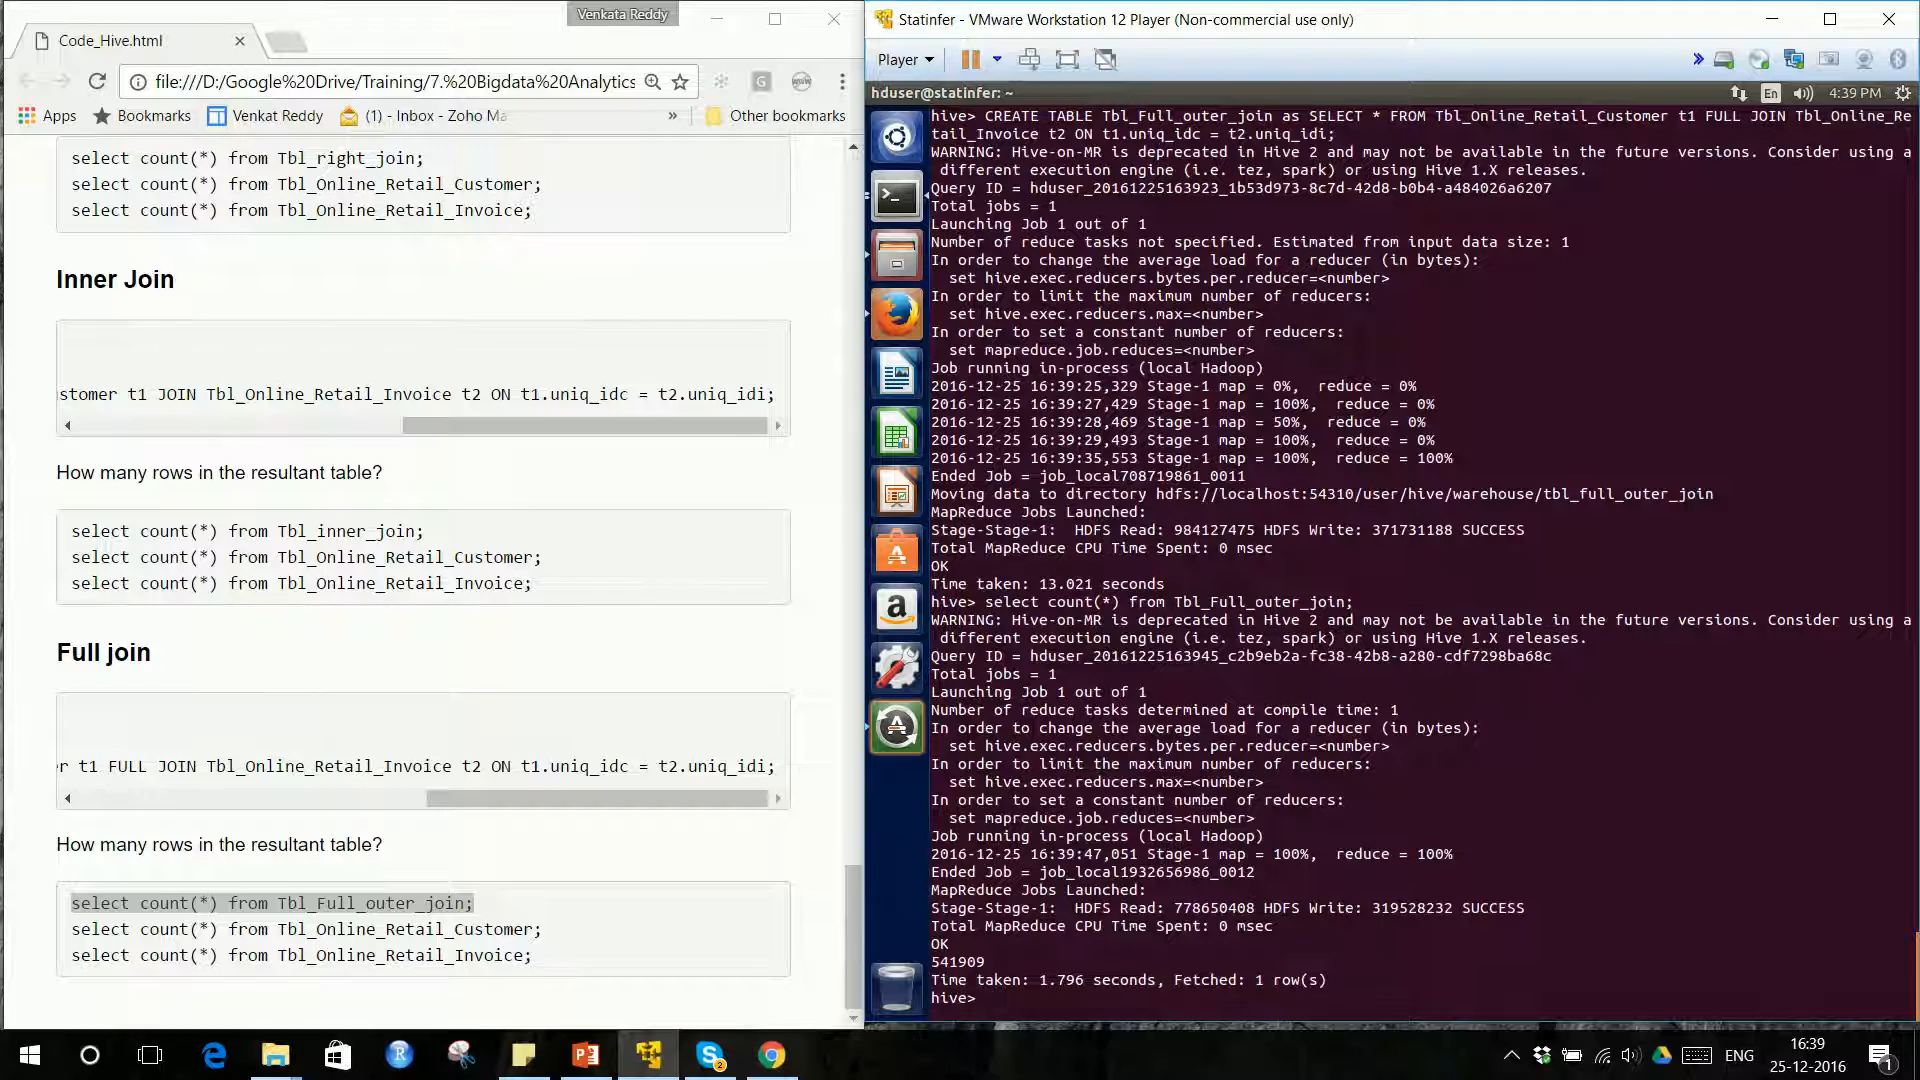 Venkata Reddy
Code_Hive.html
file:///D:/Google%20Drive/Training/7.%20Bigdata%20Analytics
Apps
Bookmarks
Venkat Reddy
(1) - Inbox - Zoho Ma
»
Other bookmarks
select count(*) from Tbl_right_join;
select count(*) from Tbl_Online_Retail_Customer;
select count(*) from Tbl_Online_Retail_Invoice;
Inner Join
stomer t1 JOIN Tbl_Online_Retail_Invoice t2 ON t1.uniq_idc = t2.uniq_idi;
How many rows in the resultant table?
select count(*) from Tbl_inner_join;
select count(*) from Tbl_Online_Retail_Customer;
select count(*) from Tbl_Online_Retail_Invoice;
Full join
r t1 FULL JOIN Tbl_Online_Retail_Invoice t2 ON t1.uniq_idc = t2.uniq_idi;
How many rows in the resultant table?
select count(*) from Tbl_Full_outer_join;
select count(*) from Tbl_Online_Retail_Customer;
select count(*) from Tbl_Online_Retail_Invoice;
Statinfer - VMware Workstation 12 Player (Non-commercial use only)
Player
hduser@statinfer: ~
En
4:39 PM
hive> CREATE TABLE Tbl_Full_outer_join as SELECT * FROM Tbl_Online_Retail_Customer t1 FULL JOIN Tbl_Online_Re
tail_Invoice t2 ON t1.uniq_idc = t2.uniq_idi;
WARNING: Hive-on-MR is deprecated in Hive 2 and may not be available in the future versions. Consider using a
different execution engine (i.e. tez, spark) or using Hive 1.X releases.
Query ID = hduser_20161225163923_1b53d973-8c7d-42d8-b0b4-a484026a6207
Total jobs = 1
Launching Job 1 out of 1
Number of reduce tasks not specified. Estimated from input data size: 1
In order to change the average load for a reducer (in bytes):
set hive.exec.reducers.bytes.per.reducer=<number>
In order to limit the maximum number of reducers:
set hive.exec.reducers.max=<number>
In order to set a constant number of reducers:
set mapreduce.job.reduces=<number>
Job running in-process (local Hadoop)
2016-12-25 16:39:25,329 Stage-1 map = 0%,  reduce = 0%
2016-12-25 16:39:27,429 Stage-1 map = 100%,  reduce = 0%
2016-12-25 16:39:28,469 Stage-1 map = 50%,  reduce = 0%
2016-12-25 16:39:29,493 Stage-1 map = 100%,  reduce = 0%
2016-12-25 16:39:35,553 Stage-1 map = 100%,  reduce = 100%
Ended Job = job_local708719861_0011
Moving data to directory hdfs://localhost:54310/user/hive/warehouse/tbl_full_outer_join
MapReduce Jobs Launched:
Stage-Stage-1:  HDFS Read: 984127475 HDFS Write: 371731188 SUCCESS
Total MapReduce CPU Time Spent: 0 msec
OK
Time taken: 13.021 seconds
hive> select count(*) from Tbl_Full_outer_join;
WARNING: Hive-on-MR is deprecated in Hive 2 and may not be available in the future versions. Consider using a
different execution engine (i.e. tez, spark) or using Hive 1.X releases.
Query ID = hduser_20161225163945_c2b9eb2a-fc38-42b8-a280-cdf7298ba68c
Total jobs = 1
Launching Job 1 out of 1
Number of reduce tasks determined at compile time: 1
In order to change the average load for a reducer (in bytes):
set hive.exec.reducers.bytes.per.reducer=<number>
In order to limit the maximum number of reducers:
set hive.exec.reducers.max=<number>
In order to set a constant number of reducers:
set mapreduce.job.reduces=<number>
Job running in-process (local Hadoop)
2016-12-25 16:39:47,051 Stage-1 map = 100%,  reduce = 100%
Ended Job = job_local1932656986_0012
MapReduce Jobs Launched:
Stage-Stage-1:  HDFS Read: 778650408 HDFS Write: 319528232 SUCCESS
Total MapReduce CPU Time Spent: 0 msec
OK
541909
Time taken: 1.796 seconds, Fetched: 1 row(s)
hive>
ENG
16:39
25-12-2016